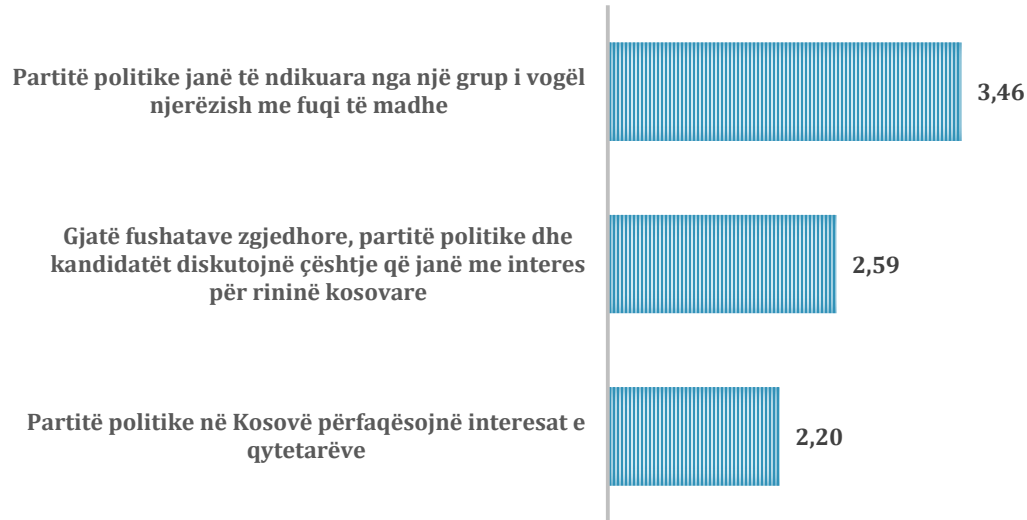 Partitë politike janë të ndikuara nga një grup i vogël
njerëzish me fuqi të madhe
3,46
Gjatë fushatave zgjedhore, partitë politike dhe
kandidatët diskutojnë çështje që janë me interes
për rininë kosovare
2,59
Partitë politike në Kosovë përfaqësojnë interesat e
qytetarëve
2,20